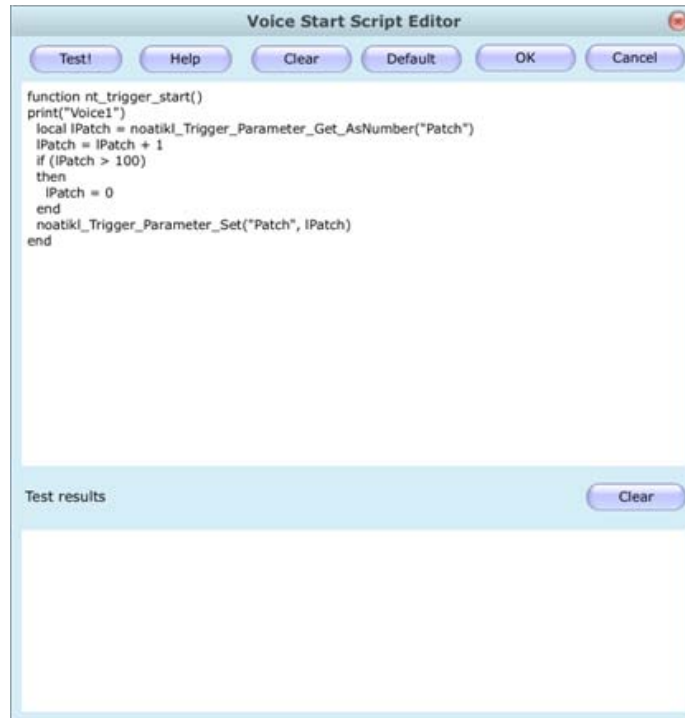 Voice Start Script Editor
Test! Help Clear Default OK Cancel
function nt_trigger_start()
print("Voice1")
local lPatch = noatikl_Trigger_Parameter_Get_AsNumber("Patch")
lPatch = lPatch + 1
if (lPatch > 100)
then
lPatch = 0
end
noatikl_Trigger_Parameter_Set("Patch", lPatch)
end
Test results Clear